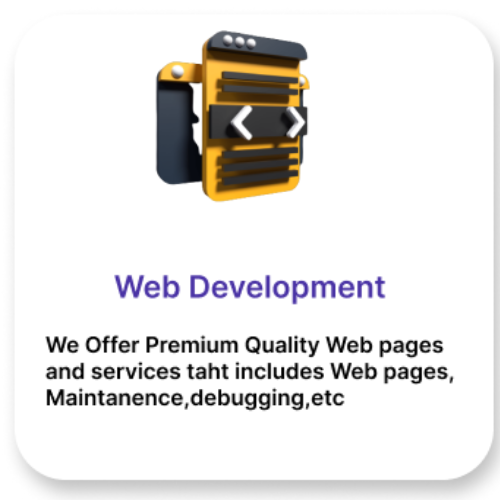 Web Development
We Offer Premium Quality Web pages
and services taht includes Web pages,
Maintanence,debugging,etc